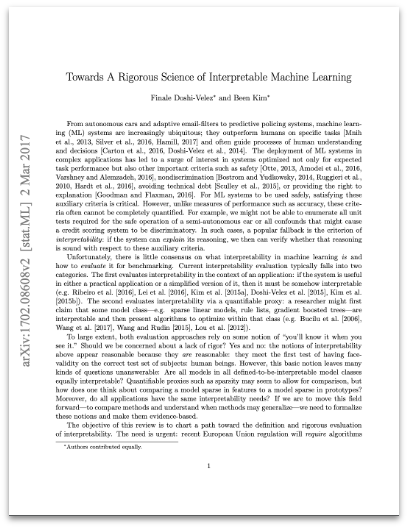 Towards A Rigorous Science of Interpretable Machine Learning
Finale Doshi-Velez* and Been Kim*
From autonomous cars and adaptive email-filters to predictive policing systems, machine learn-
ing (ML) systems are increasingly ubiquitous; they outperform humans on specific tasks [Mnih
et al., 2013, Silver et al., 2016, Hamill, 2017] and often guide processes of human understanding
and decisions [Carton et al., 2016, Doshi-Velez et al., 2014]. The deployment of ML systems in
complex applications has led to a surge of interest in systems optimized not only for expected
task performance but also other important criteria such as safety [Otte, 2013, Amodei et al., 2016,
Varshney and Alemzadeh, 2016], nondiscrimination [Bostrom and Yudkowsky, 2014, Ruggieri et al.,
2010, Hardt et al., 2016], avoiding technical debt [Sculley et al., 2015], or providing the right to
explanation [Goodman and Flaxman, 2016]. For ML systems to be used safely, satisfying these
auxiliary criteria is critical. However, unlike measures of performance such as accuracy, these crite-
ria often cannot be completely quantified. For example, we might not be able to enumerate all unit
tests required for the safe operation of a semi-autonomous car or all confounds that might cause
a credit scoring system to be discriminatory. In such cases, a popular fallback is the criterion of
interpretability: if the system can explain its reasoning, we then can verify whether that reasoning
is sound with respect to these auxiliary criteria.
Unfortunately, there is little consensus on what interpretability in machine learning is and
how to evaluate it for benchmarking. Current interpretability evaluation typically falls into two
categories. The first evaluates interpretability in the context of an application: if the system is useful
in either a practical application or a simplified version of it, then it must be somehow interpretable
(e.g. Ribeiro et al. [2016], Lei et al. [2016], Kim et al. [2015a], Doshi-Velez et al. [2015], Kim et al.
[2015b]). The second evaluates interpretability via a quantifiable proxy: a researcher might first
claim that some model class—e.g. sparse linear models, rule lists, gradient boosted trees—are
interpretable and then present algorithms to optimize within that class (e.g. Bucilu et al. [2006],
Wang et al. [2017], Wang and Rudin [2015], Lou et al. [2012]).
To large extent, both evaluation approaches rely on some notion of “you’ll know it when you
see it.” Should we be concerned about a lack of rigor? Yes and no: the notions of interpretability
above appear reasonable because they are reasonable: they meet the first test of having face-
validity on the correct test set of subjects: human beings. However, this basic notion leaves many
kinds of questions unanswerable: Are all models in all defined-to-be-interpretable model classes
equally interpretable? Quantifiable proxies such as sparsity may seem to allow for comparison, but
how does one think about comparing a model sparse in features to a model sparse in prototypes?
Moreover, do all applications have the same interpretability needs? If we are to move this field
forward—to compare methods and understand when methods may generalize—we need to formalize
these notions and make them evidence-based.
The objective of this review is to chart a path toward the definition and rigorous evaluation
of interpretability. The need is urgent: recent European Union regulation will require algorithms
*Authors contributed equally.
1
arXiv:1702.08608v2 [stat.ML] 2 Mar 2017